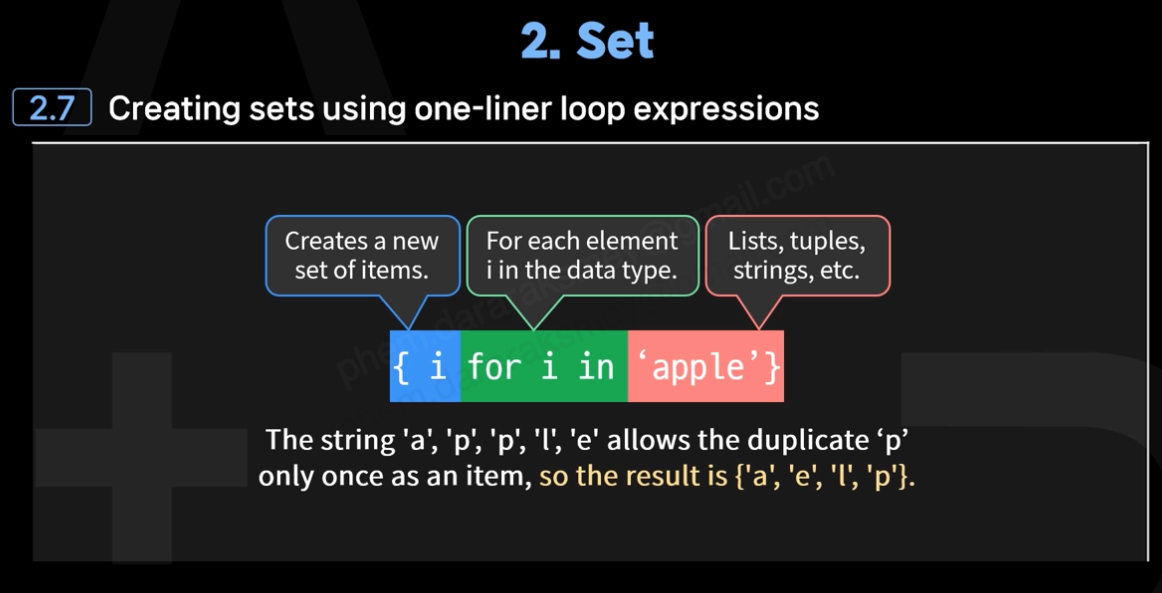 2. Set
2.7 Creating sets using one-liner loop expressions
Creates a new
set of items.
For each element
i in the data type.
Lists, tuples,
strings, etc.
{ i for i in ‘apple’}
The string 'a', 'p', 'p', 'l', 'e' allows the duplicate ‘p’
only once as an item, so the result is {'a', 'e', 'l', 'p'}.